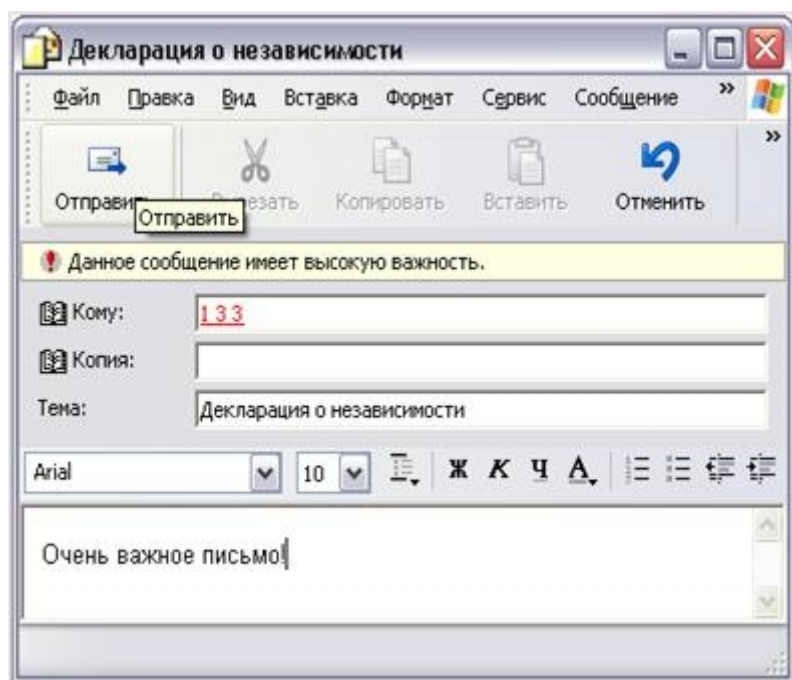 Декларация о независимости
Файл Правка Вид Вставка Формат Сервис Сообщение »
Отправить Вырезать Копировать Вставить Отменить »
Отправить
Данное сообщение имеет высокую важность.
Кому: 1 3 3
Копия:
Тема: Декларация о независимости
Arial 10 Ж К Ч А
Очень важное письмо!